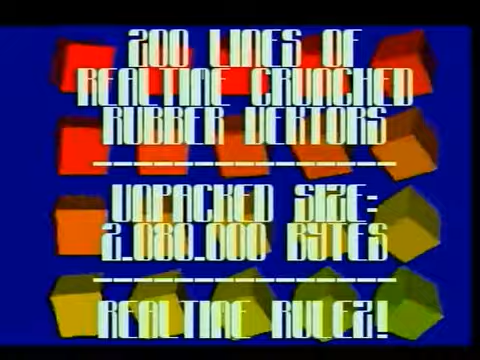 200 LINES OF
REALTIME CRUNCHED
RUBBER VEKTORS
---------------
UNPACKED SIZE:
2.080.000 BYTES
---------------
REALTIME RULEZ!